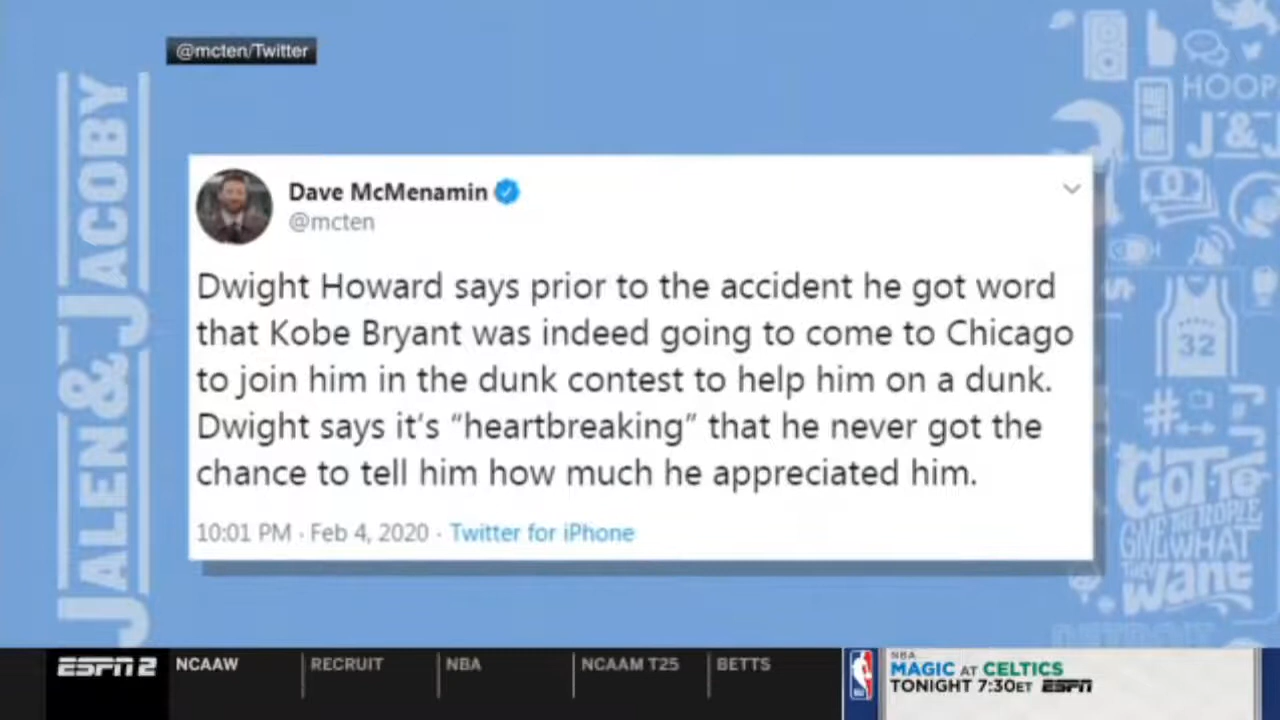 @mcten/Twitter
JALEN & JACOBY
Dave McMenamin
@mcten
Dwight Howard says prior to the accident he got word
that Kobe Bryant was indeed going to come to Chicago
to join him in the dunk contest to help him on a dunk.
Dwight says it's “heartbreaking” that he never got the
chance to tell him how much he appreciated him.
10:01 PM · Feb 4, 2020 · Twitter for iPhone
HOOP
J&J
32
#
GOT TO
GIVE THE PEOPLE
WHAT
THEY
Want
ESPN2
NCAAW
RECRUIT
NBA
NCAAM T25
BETTS
NBA
MAGIC AT CELTICS
TONIGHT 7:30ET ESPN